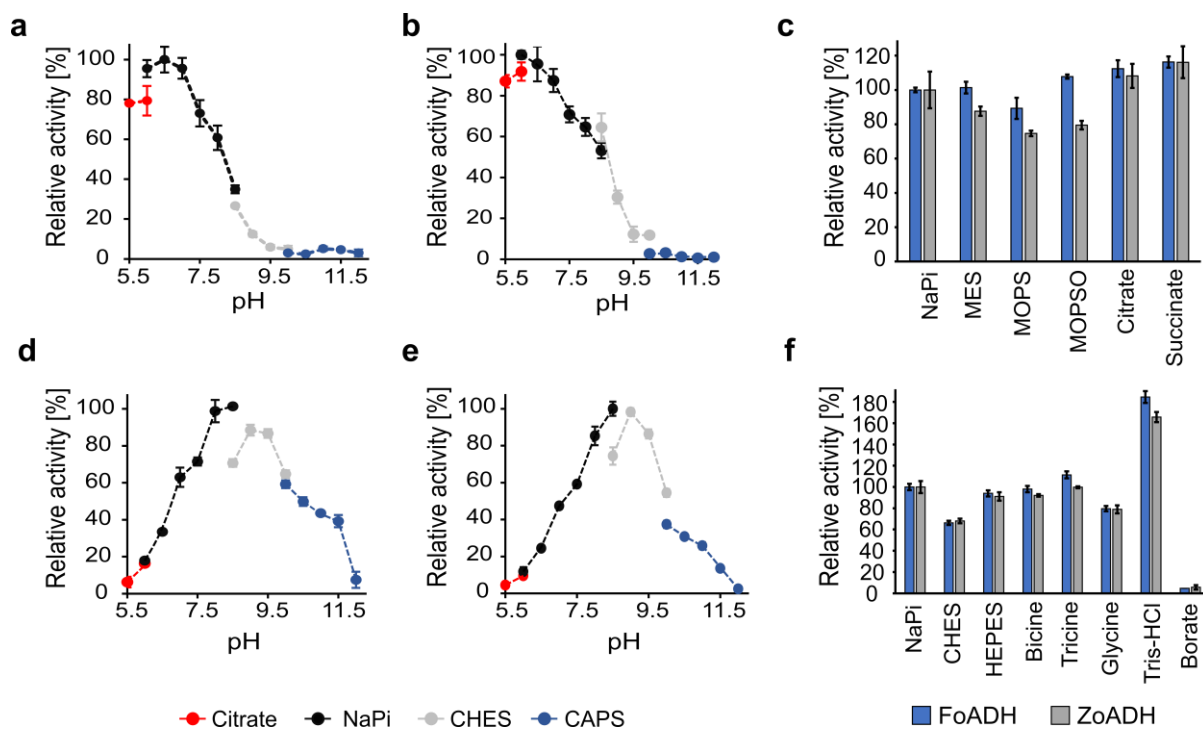 a
Relative activity [%]
100
80
60
40
20
0
5.5 7.5 9.5 11.5
pH
b
Relative activity [%]
100
80
60
40
20
0
5.5 7.5 9.5 11.5
pH
c
Relative activity [%]
120
100
80
60
40
20
0
NaPi
MES
MOPS
MOPSO
Citrate
Succinate
d
Relative activity [%]
100
80
60
40
20
0
5.5 7.5 9.5 11.5
pH
e
Relative activity [%]
100
80
60
40
20
0
5.5 7.5 9.5 11.5
pH
f
Relative activity [%]
180
160
140
120
100
80
60
40
20
0
NaPi
CHES
HEPES
Bicine
Tricine
Glycine
Tris-HCl
Borate
Citrate NaPi CHES CAPS
FoADH ZoADH